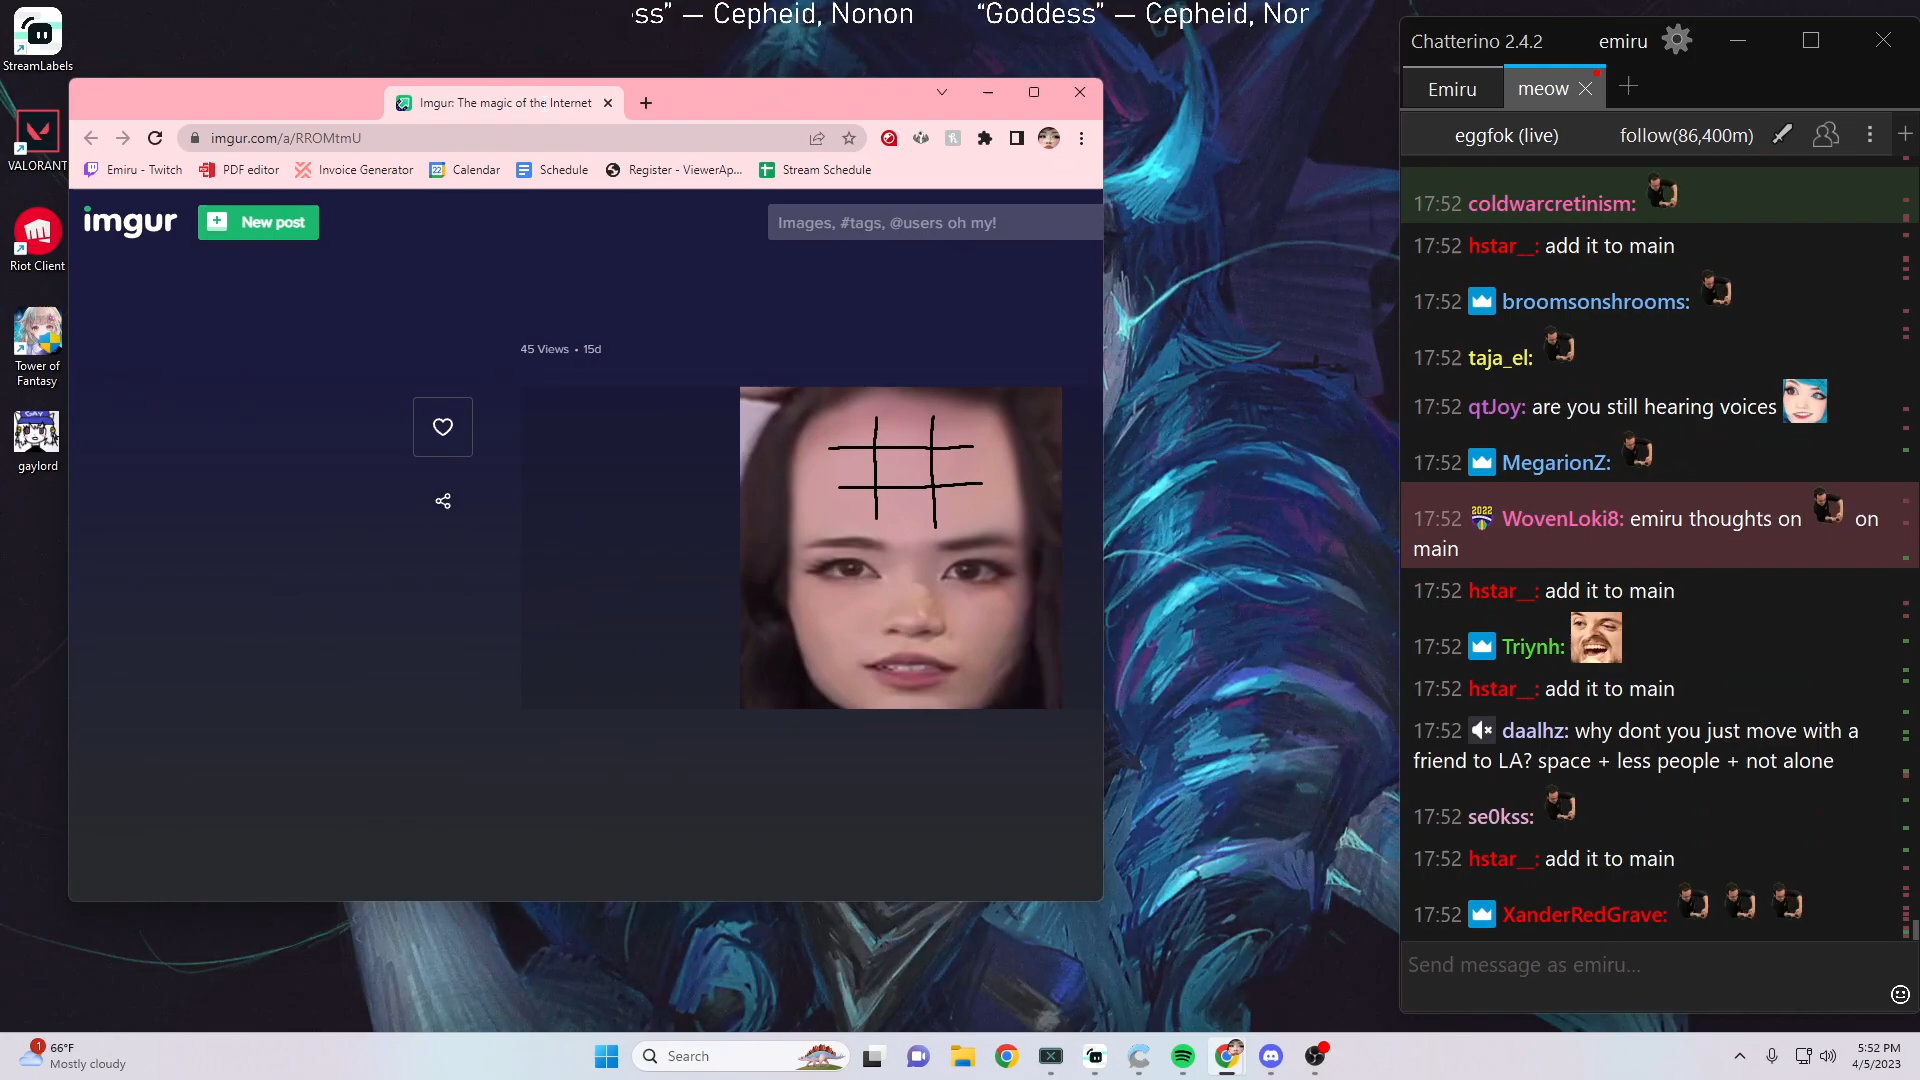 ss” — Cepheid, Nonon “Goddess” — Cepheid, Nor
StreamLabels
VALORANT
Riot Client
Tower of
Fantasy
GAY
gaylord
Imgur: The magic of the Internet
imgur.com/a/RROMtmU
Emiru - Twitch
PDF editor
Invoice Generator
22
Calendar
Schedule
Register - ViewerAp...
Stream Schedule
imgur
New post
Images, #tags, @users oh my!
45 Views • 15d
Chatterino 2.4.2
emiru
Emiru
meow
eggfok (live)
follow(86,400m)
17:52 coldwarcretinism:
17:52 hstar__: add it to main
17:52 broomsonshrooms:
17:52 taja_el:
17:52 qtJoy: are you still hearing voices
17:52 MegarionZ:
17:52 2022 WovenLoki8: emiru thoughts on on
main
17:52 hstar__: add it to main
17:52 Triynh:
17:52 hstar__: add it to main
17:52 daalhz: why dont you just move with a
friend to LA? space + less people + not alone
17:52 se0kss:
17:52 hstar__: add it to main
17:52 XanderRedGrave:
Send message as emiru...
1
66°F
Mostly cloudy
Search
5:52 PM
4/5/2023